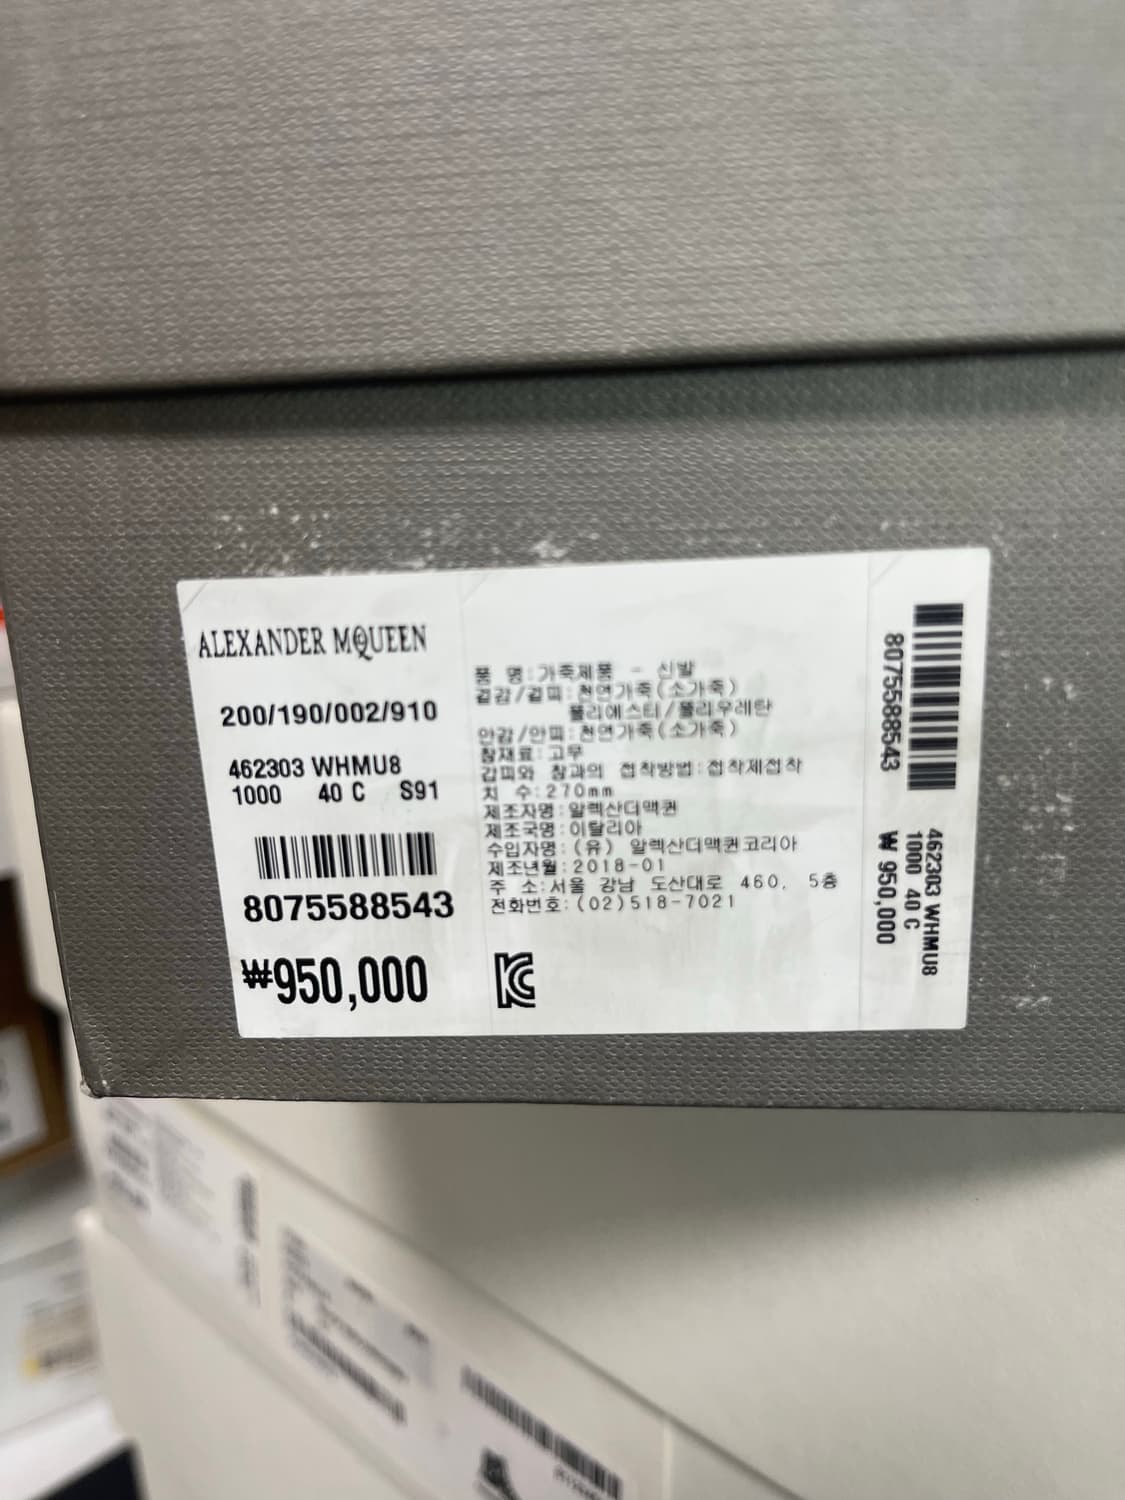 ALEXANDER McQUEEN
200/190/002/910
462303 WHMU8
1000 40 C S91
8075588543
₩950,000
품 명:가죽제품 - 신발
겉감/겉피:천연가죽(소가죽)
폴리에스터/폴리우레탄
안감/안피:천연가죽(소가죽)
창재료:고무
갑피와 창과의 접착방법:접착제접착
치 수:270mm
제조자명:알렉산더맥퀸
제조국명:이탈리아
수입자명:(유) 알렉산더맥퀸코리아
제조년월:2018-01
주 소:서울 강남 도산대로 460, 5층
전화번호:(02)518-7021
8075588543
462303 WHMU8
1000 40 C
₩ 950,000